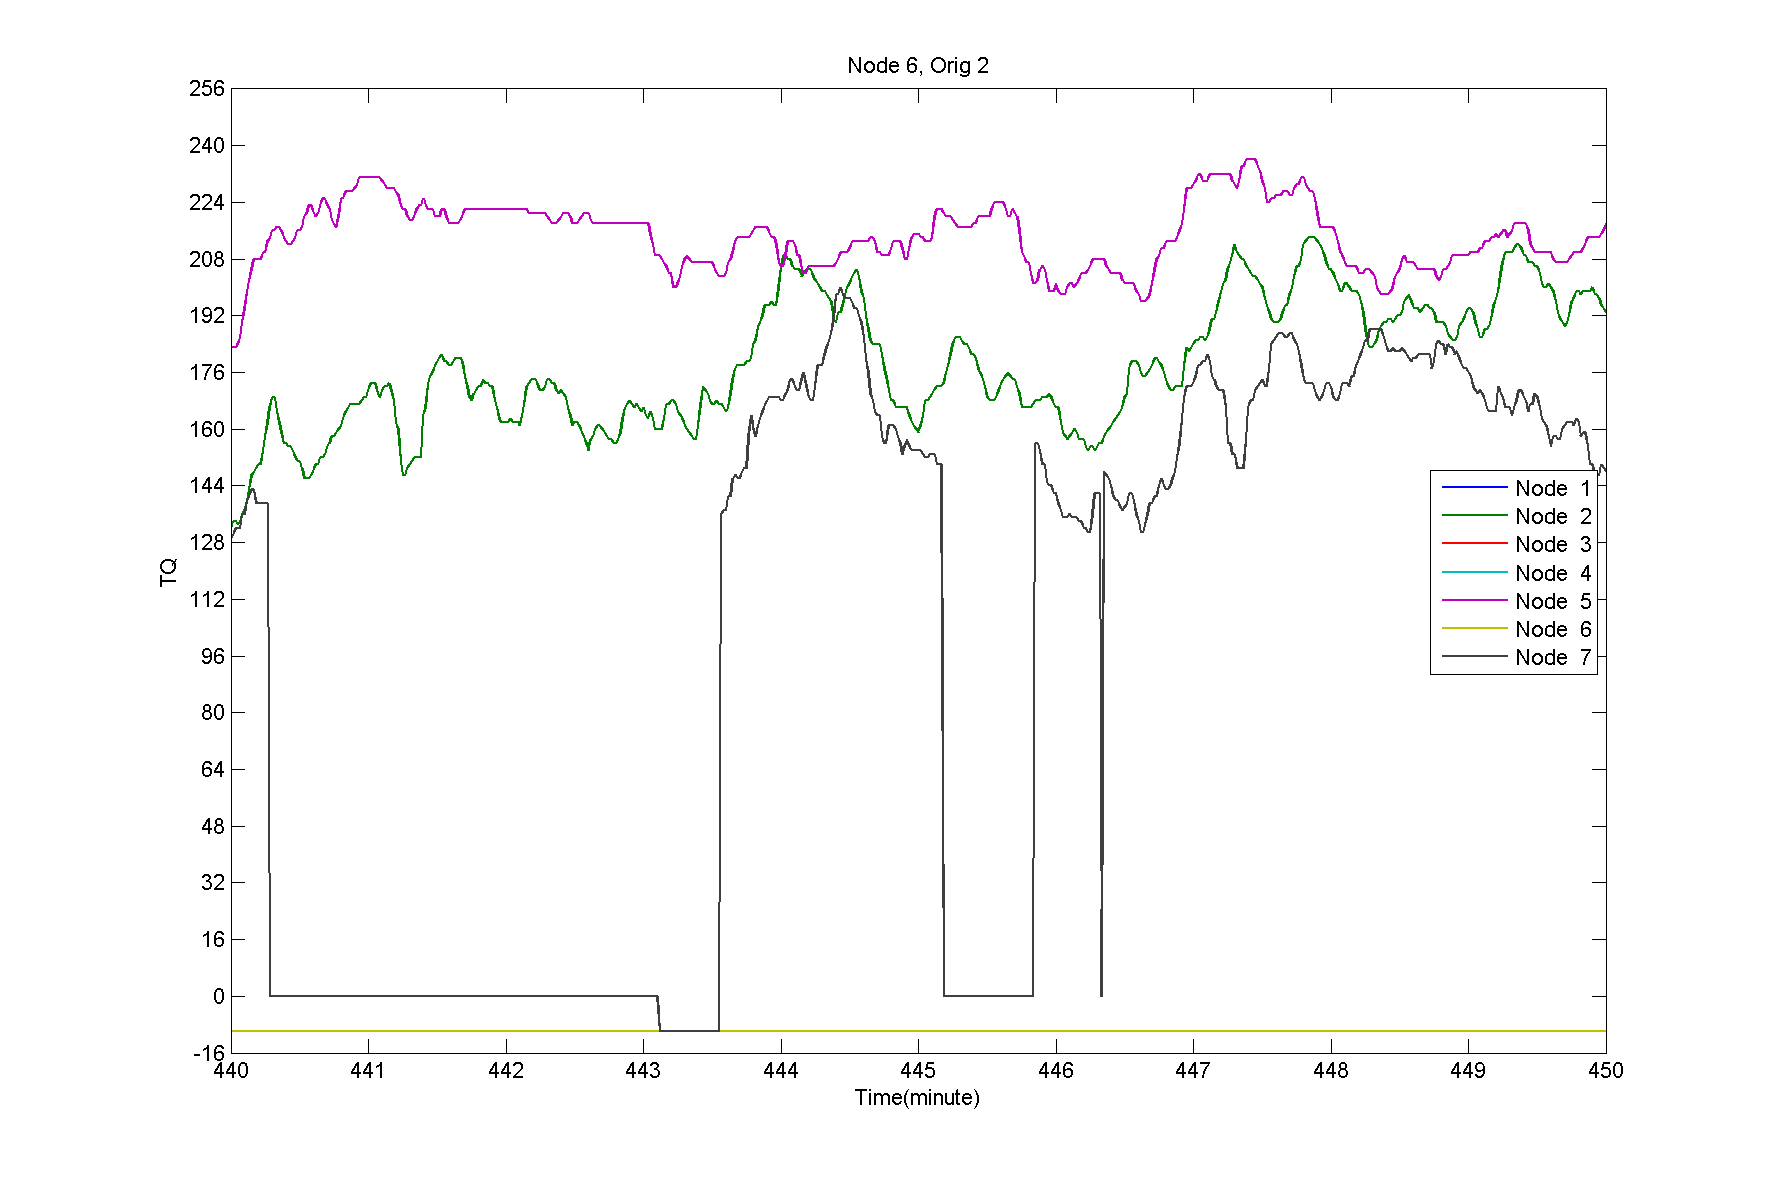 Node 6, Orig 2
256
240
224
208
192
176
160
144
128
112
96
80
64
48
32
16
0
-16
TQ
Node 1
Node 2
Node 3
Node 4
Node 5
Node 6
Node 7
440 441 442 443 444 445 446 447 448 449 450
Time(minute)